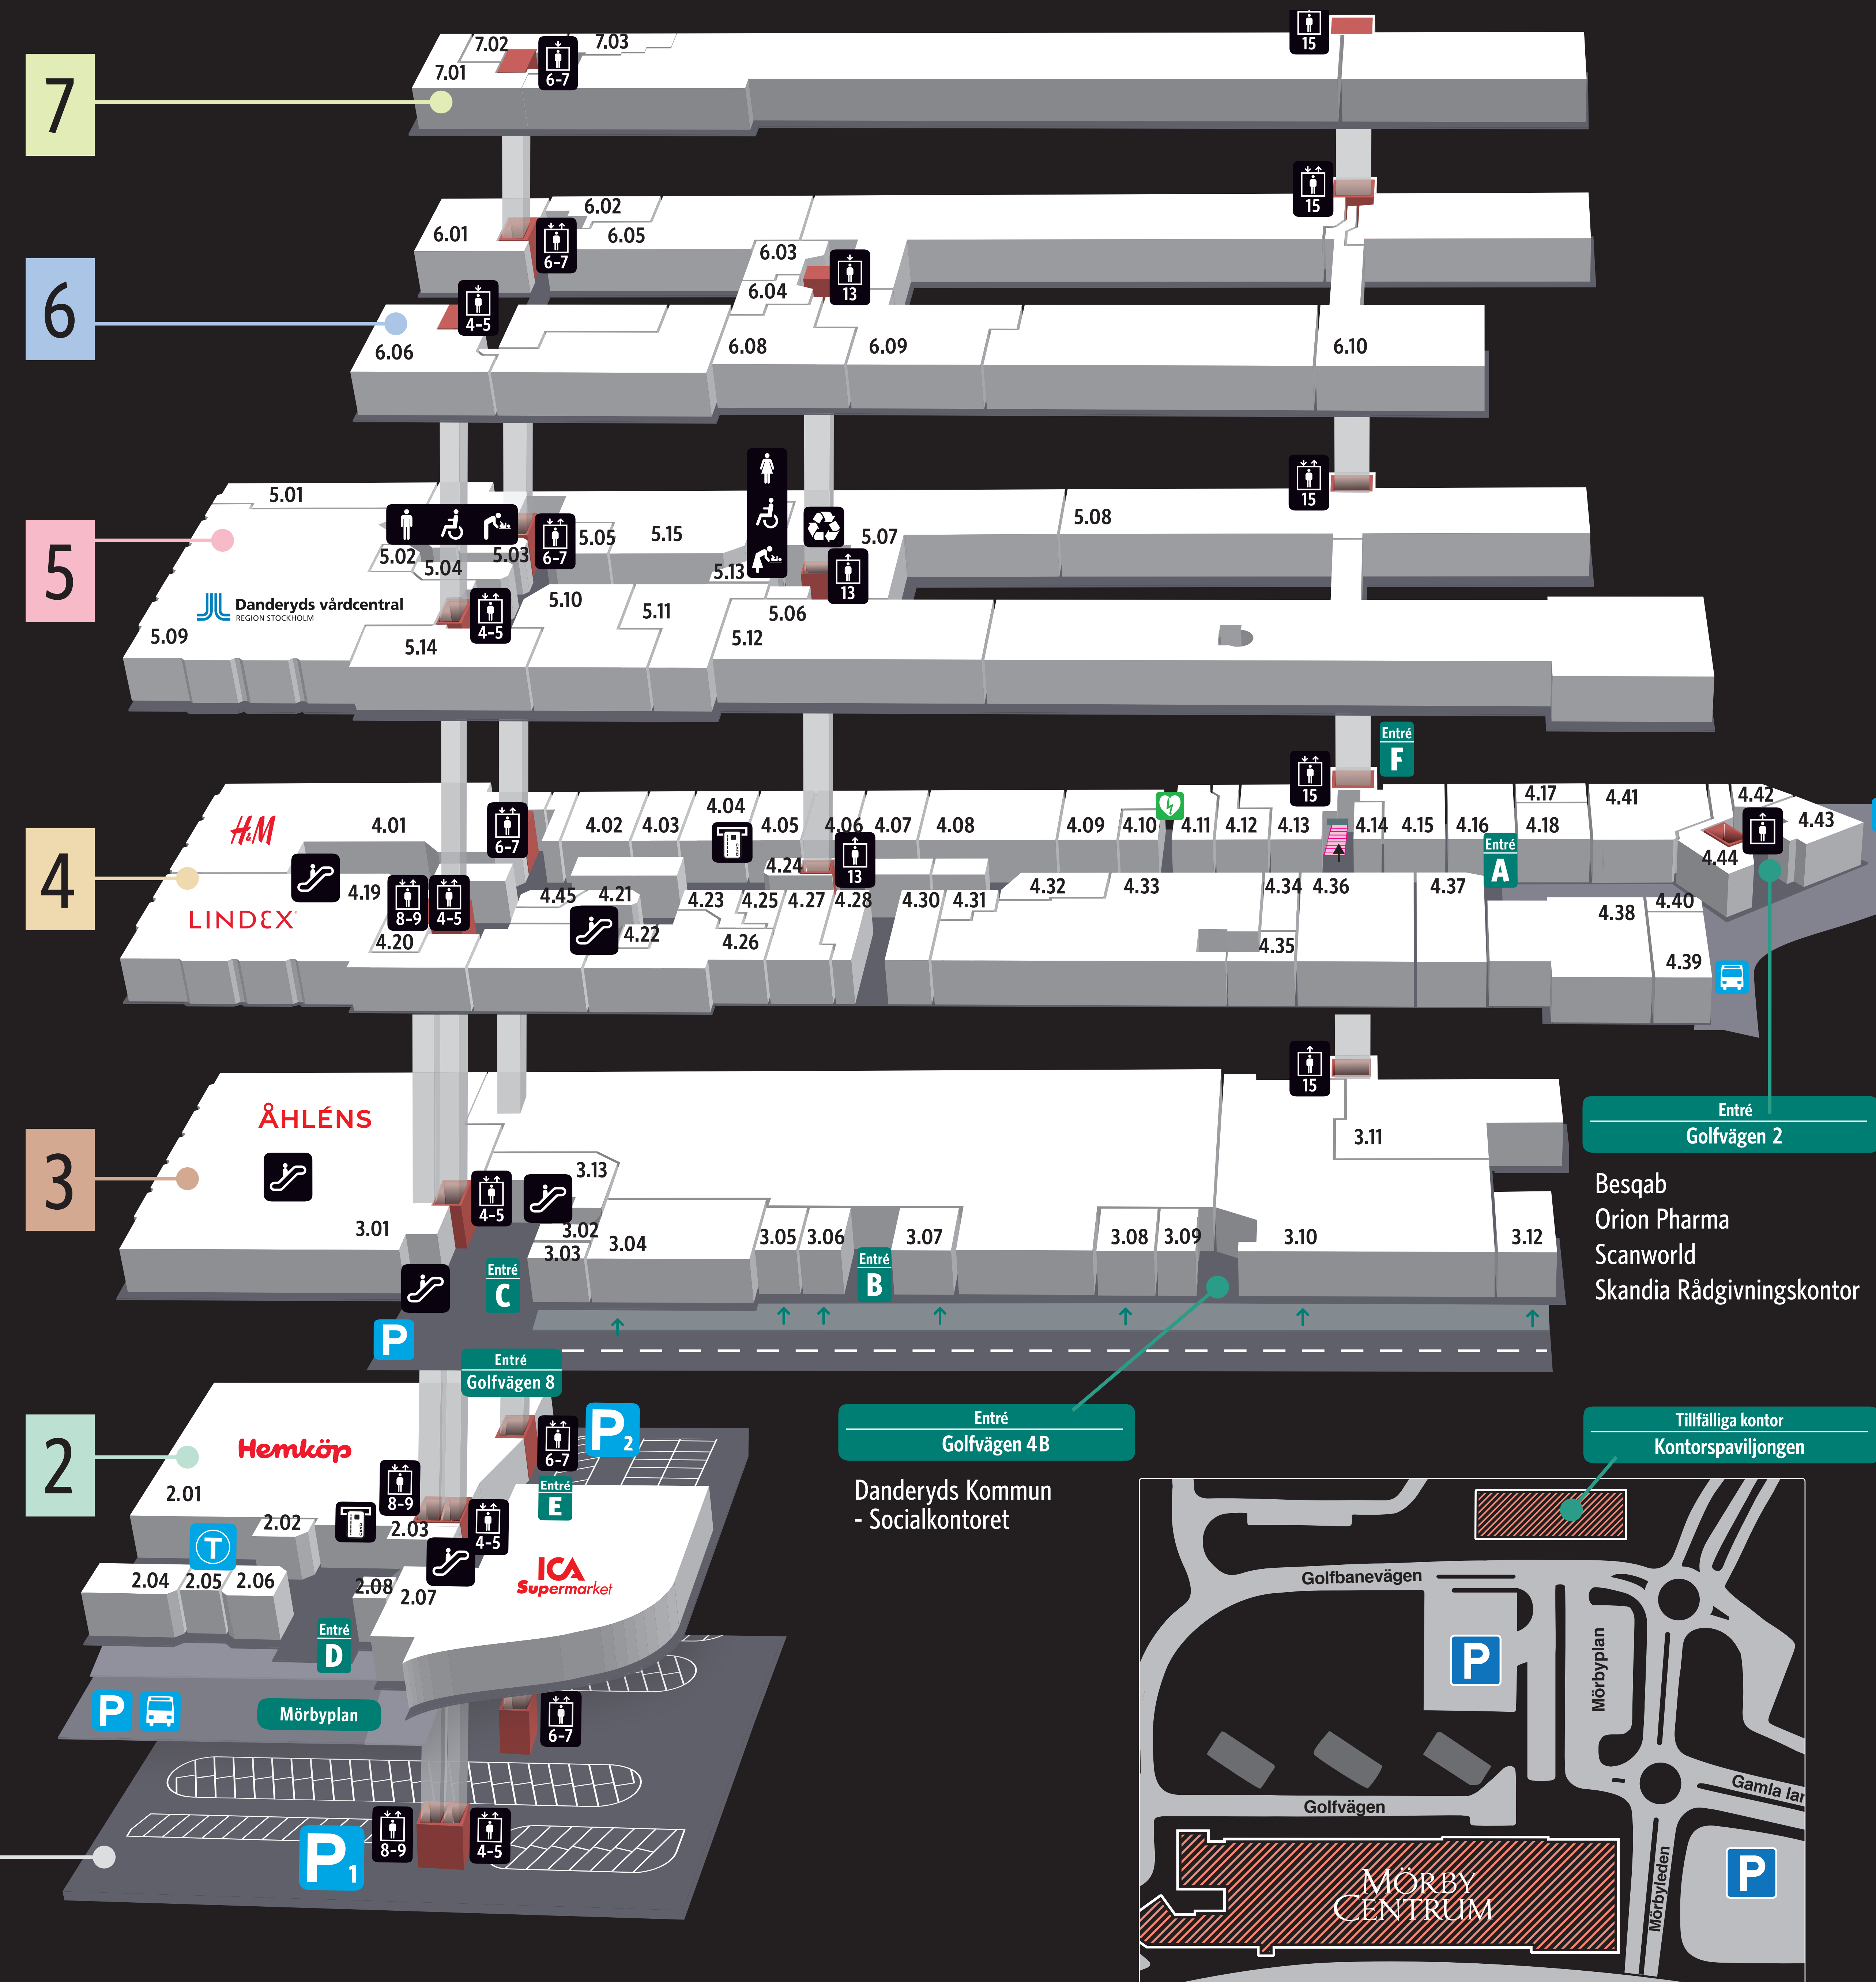 7
7.02
7.03
7.01
6-7
15
6
6.01
6.02
6.05
6-7
15
6.03
6.04
13
4-5
6.06
6.08
6.09
6.10
5
5.01
5.02
5.03
5.04
6-7
5.05
5.15
5.13
5.07
13
5.08
15
Danderyds vårdcentral
REGION STOCKHOLM
5.09
5.14
4-5
5.10
5.11
5.12
5.06
4
H&M
4.01
6-7
4.02
4.03
4.04
4.05
4.06
4.07
4.08
4.09
4.10
4.11
4.12
4.13
15
Entré
F
4.14
4.15
4.16
4.17
4.18
4.41
4.42
4.43
4.44
Entré
A
LINDEX
4.19
8-9
4-5
4.20
4.45
4.21
4.22
4.23
4.24
13
4.25
4.26
4.27
4.28
4.30
4.31
4.32
4.33
4.34
4.35
4.36
4.37
4.38
4.40
4.39
3
ÅHLÉNS
3.01
4-5
3.13
3.02
3.03
3.04
3.05
3.06
3.07
3.08
3.09
3.10
3.11
3.12
15
Entré
C
Entré
B
P
Entré
Golfvägen 2
Besqab
Orion Pharma
Scanworld
Skandia Rådgivningskontor
Entré
Golfvägen 8
Entré
Golfvägen 4B
Danderyds Kommun
- Socialkontoret
2
Hemköp
2.01
6-7
P2
Entré
E
8-9
4-5
2.02
2.03
T
2.04
2.05
2.06
2.08
2.07
ICA
Supermarket
Entré
D
P
Mörbyplan
6-7
8-9
4-5
P1
Tillfälliga kontor
Kontorspaviljongen
Golfbanevägen
P
Mörbyplan
Golfvägen
Gamla lan
Mörbyleden
P
MÖRBY
CENTRUM